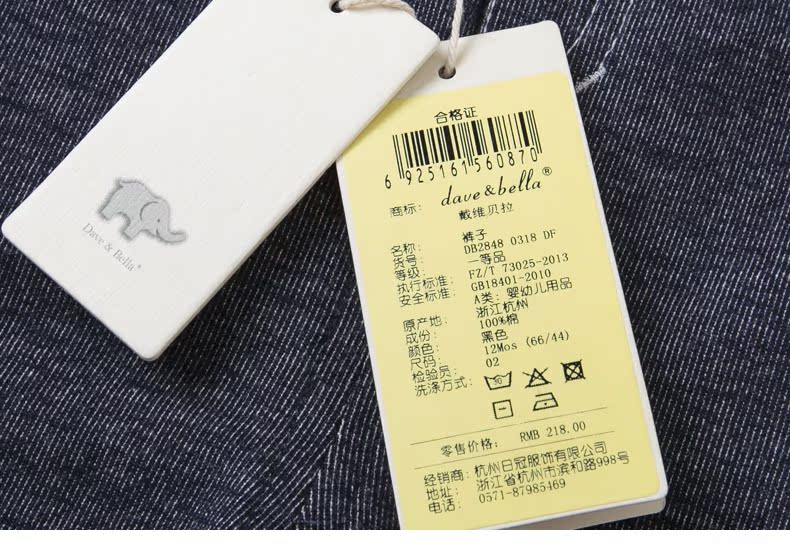 Dave & Bella®
合格证
6 925161 560870
商标: dave & bella®
戴维贝拉
名称: 裤子
货号: DB2848 0318 DF
等级: 一等品
执行标准: FZ/T 73025-2013
安全标准: GB18401-2010
A类: 婴幼儿用品
原产地: 浙江杭州
成份: 100%棉
颜色: 黑色
尺码: 12Mos (66/44)
检验员: 02
洗涤方式:
零售价格: RMB 218.00
经销商: 杭州日冠服饰有限公司
地址: 浙江省杭州市滨和路998号
电话: 0571-87985469